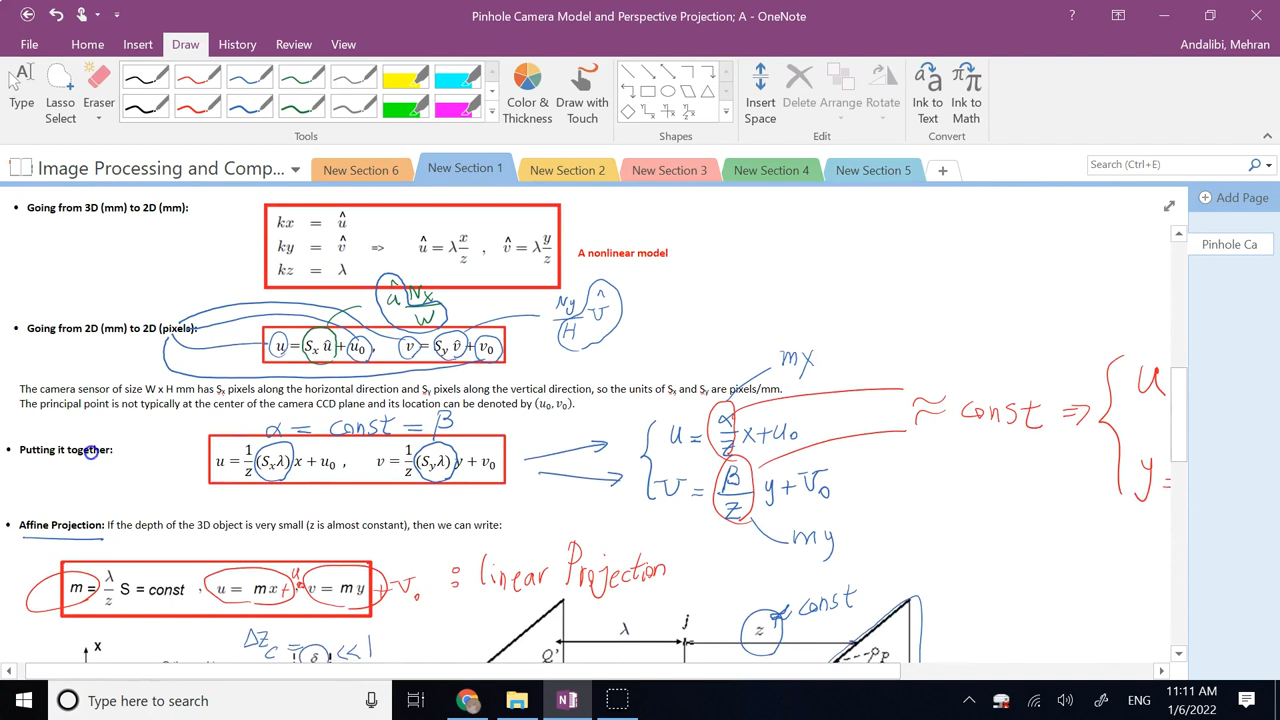 Pinhole Camera Model and Perspective Projection; A - OneNote
File Home Insert Draw History Review View
Andalibi, Mehran
Type Lasso Select Eraser Color & Thickness Draw with Touch Insert Space Delete Arrange Rotate Ink to Text Ink to Math
Tools Shapes Edit Convert
Image Processing and Comp... New Section 6 New Section 1 New Section 2 New Section 3 New Section 4 New Section 5 Search (Ctrl+E)
Add Page
Pinhole Ca
• Going from 3D (mm) to 2D (mm):
kx = û
ky = v̂ => û = λ x/z , v̂ = λ y/z
kz = λ
A nonlinear model
û Nx/W
Ny/H v̂
• Going from 2D (mm) to 2D (pixels):
u = Sx û + u0, v = Sy v̂ + v0
mx
The camera sensor of size W x H mm has SX pixels along the horizontal direction and SY pixels along the vertical direction, so the units of SX and SY are pixels/mm.
The principal point is not typically at the center of the camera CCD plane and its location can be denoted by (u0, v0).
α = const = β
• Putting it together:
u = 1/z (Sxλ) x + u0 , v = 1/z (Syλ) y + v0
u = α/z x + u0
v = β/z y + v0
≈ const => { u
y =
my
• Affine Projection: If the depth of the 3D object is very small (z is almost constant), then we can write:
m = λ/z S = const , u = mx + u0 , v = my + v0
: linear Projection
x
ΔZc = δ << 1
Q' λ j z ≈ const P
Type here to search
ENG
11:11 AM
1/6/2022